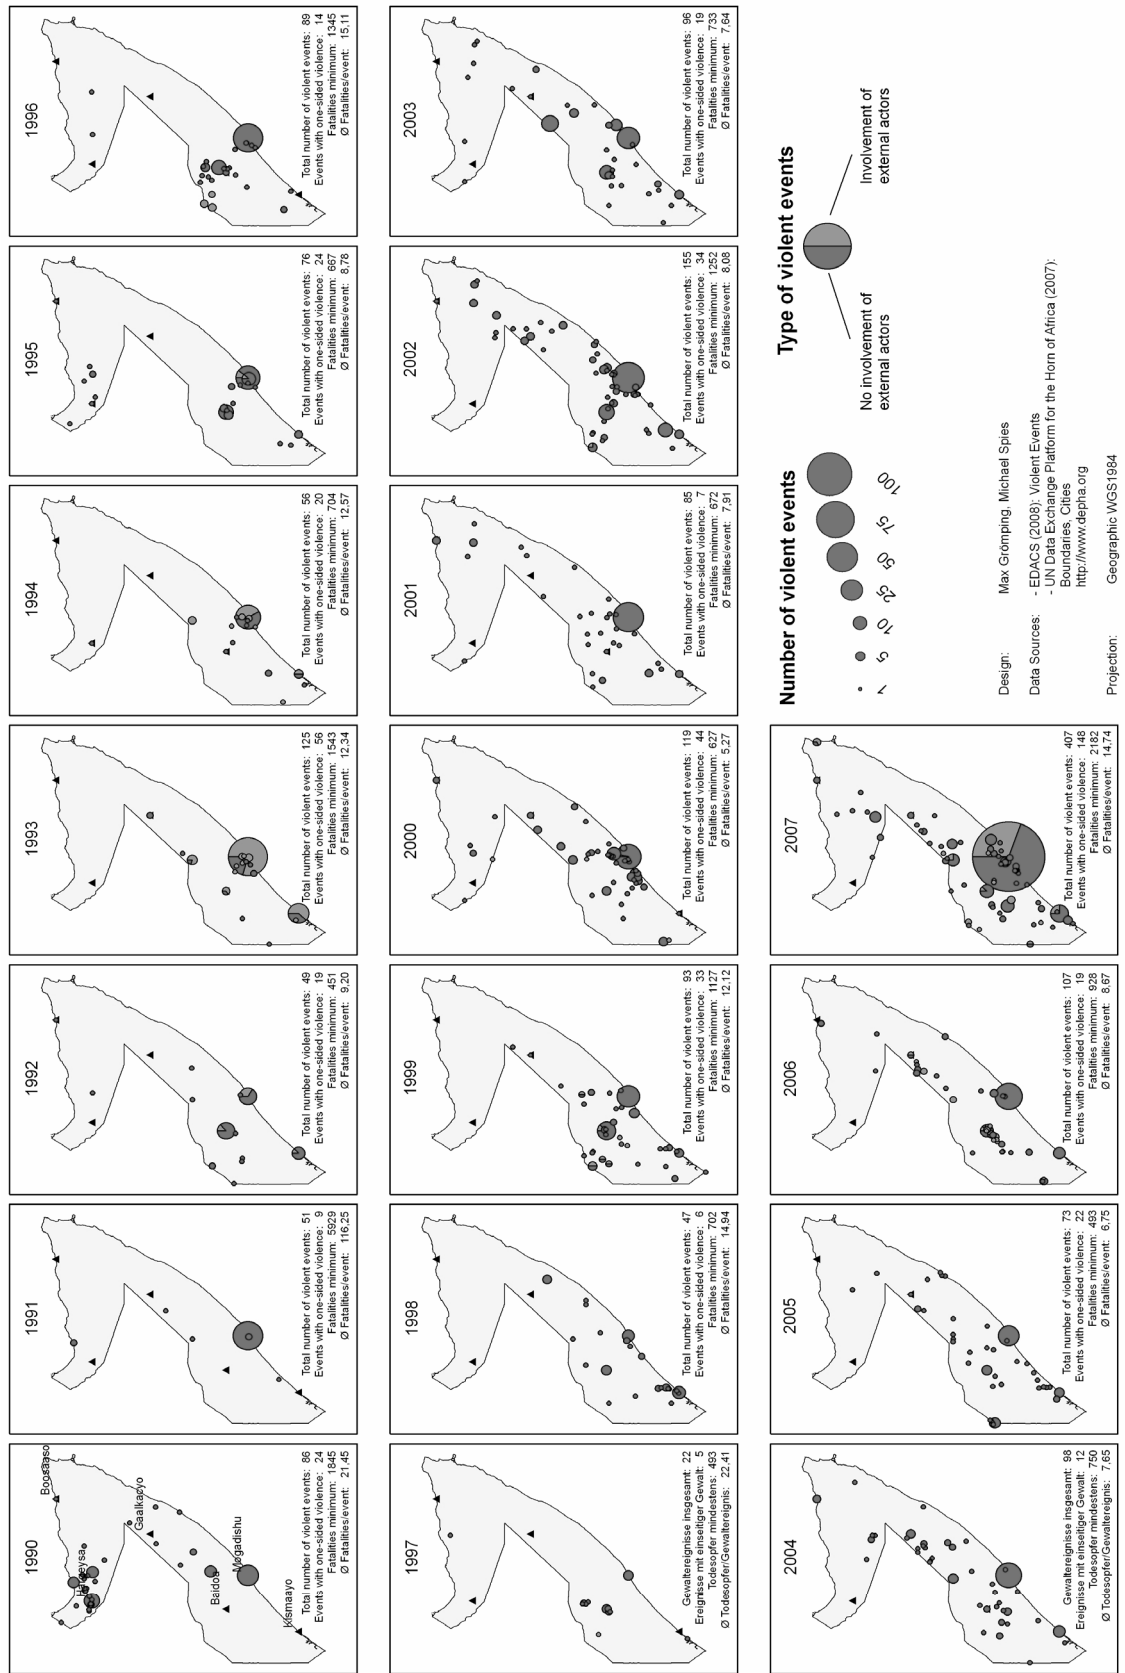 1990
Boosaaso
Hargeysa
Gaalkaayo
Baidoa
Mogadishu
Kismaayo
Total number of violent events: 86
Events with one-sided violence: 24
Fatalities minimum: 1845
Ø Fatalities/event: 21,45
1991
Total number of violent events: 51
Events with one-sided violence: 9
Fatalities minimum: 5929
Ø Fatalities/event: 116,25
1992
Total number of violent events: 49
Events with one-sided violence: 19
Fatalities minimum: 451
Ø Fatalities/event: 9,20
1993
Total number of violent events: 125
Events with one-sided violence: 56
Fatalities minimum: 1543
Ø Fatalities/event: 12,34
1994
Total number of violent events: 56
Events with one-sided violence: 20
Fatalities minimum: 704
Ø Fatalities/event: 12,57
1995
Total number of violent events: 76
Events with one-sided violence: 24
Fatalities minimum: 667
Ø Fatalities/event: 8,78
1996
Total number of violent events: 89
Events with one-sided violence: 14
Fatalities minimum: 1345
Ø Fatalities/event: 15,11
1997
Gewaltereignisse insgesamt: 22
Ereignisse mit einseitiger Gewalt: 5
Todesopfer mindestens: 493
Ø Todesopfer/Gewaltereignis: 22,41
1998
Total number of violent events: 47
Events with one-sided violence: 6
Fatalities minimum: 702
Ø Fatalities/event: 14,94
1999
Total number of violent events: 93
Events with one-sided violence: 33
Fatalities minimum: 1127
Ø Fatalities/event: 12,12
2000
Total number of violent events: 119
Events with one-sided violence: 44
Fatalities minimum: 627
Ø Fatalities/event: 5,27
2001
Total number of violent events: 85
Events with one-sided violence: 7
Fatalities minimum: 672
Ø Fatalities/event: 7,91
2002
Total number of violent events: 155
Events with one-sided violence: 34
Fatalities minimum: 1252
Ø Fatalities/event: 8,08
2003
Total number of violent events: 96
Events with one-sided violence: 19
Fatalities minimum: 733
Ø Fatalities/event: 7,64
2004
Gewaltereignisse insgesamt: 98
Ereignisse mit einseitiger Gewalt: 12
Todesopfer mindestens: 750
Ø Todesopfer/Gewaltereignis: 7,65
2005
Total number of violent events: 73
Events with one-sided violence: 22
Fatalities minimum: 493
Ø Fatalities/event: 6,75
2006
Total number of violent events: 107
Events with one-sided violence: 19
Fatalities minimum: 928
Ø Fatalities/event: 8,67
2007
Total number of violent events: 407
Events with one-sided violence: 148
Fatalities minimum: 2182
Ø Fatalities/event: 14,74
Number of violent events
1 5 10 25 50 75 100
Type of violent events
No involvement of
external actors
Involvement of
external actors
Design: Max Grömping, Michael Spies
Data Sources: - EDACS (2008): Violent Events
- UN Data Exchange Platform for the Horn of Africa (2007):
Boundaries, Cities
http://www.depha.org
Projection: Geographic WGS1984